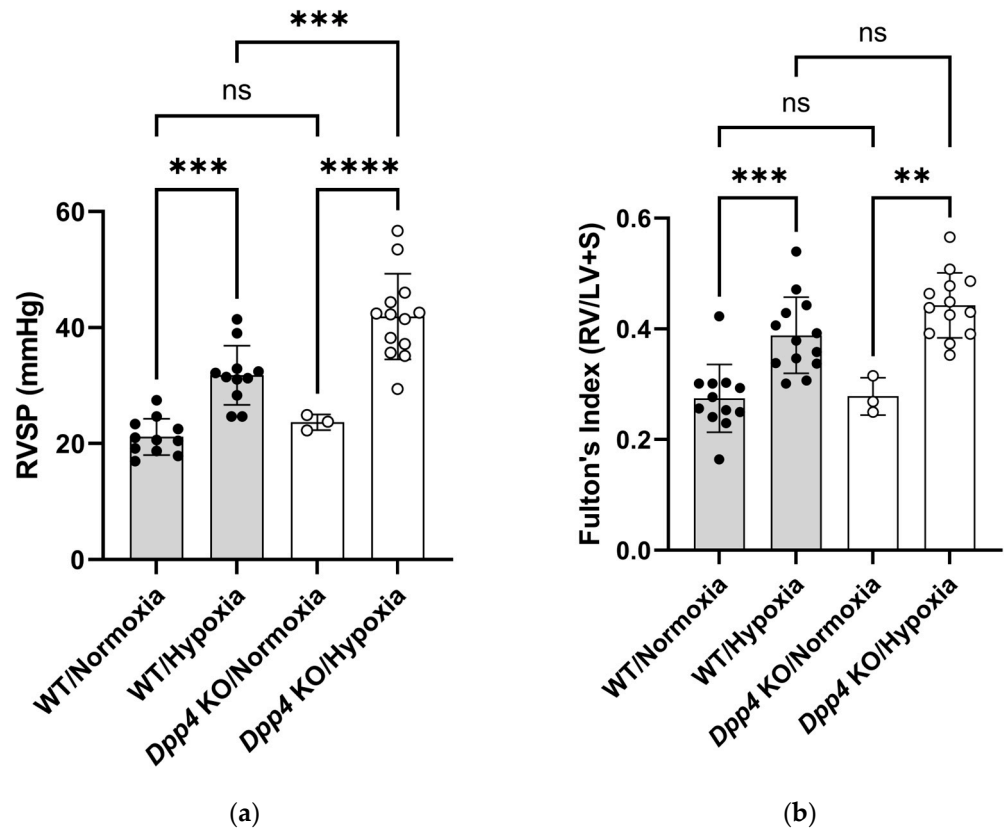 ***
ns
***
****
60
40
20
0
RVSP (mmHg)
WT/Normoxia
WT/Hypoxia
Dpp4 KO/Normoxia
Dpp4 KO/Hypoxia
(a)
ns
ns
***
**
0.6
0.4
0.2
0.0
Fulton's Index (RV/LV+S)
WT/Normoxia
WT/Hypoxia
Dpp4 KO/Normoxia
Dpp4 KO/Hypoxia
(b)